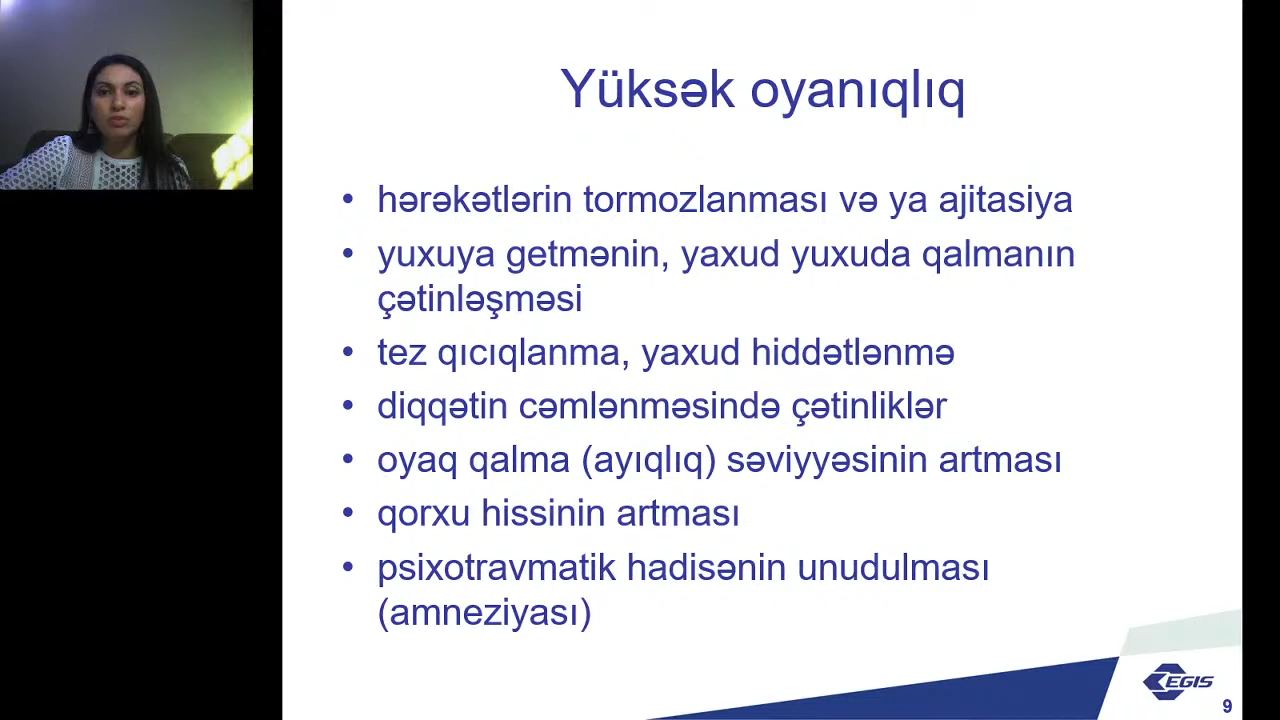 Yüksək oyanıqlıq
• hərəkətlərin tormozlanması və ya ajitasiya
• yuxuya getmənin, yaxud yuxuda qalmanın
çətinləşməsi
• tez qıcıqlanma, yaxud hiddətlənmə
• diqqətin cəmlənməsində çətinliklər
• oyaq qalma (ayıqlıq) səviyyəsinin artması
• qorxu hissinin artması
• psixotravmatik hadisənin unudulması
(amneziyası)
EGIS
9